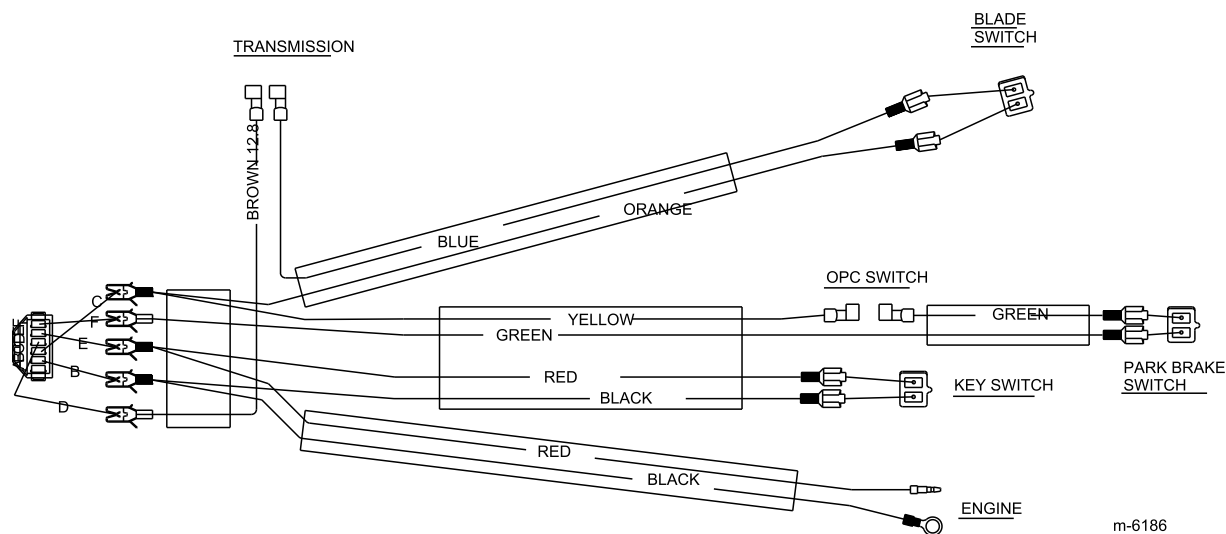 BLADE
SWITCH
TRANSMISSION
BROWN 12.8
ORANGE
BLUE
OPC SWITCH
C
F
YELLOW
GREEN
GREEN
E
B
RED
PARK BRAKE
SWITCH
KEY SWITCH
BLACK
D
RED
BLACK
ENGINE
m-6186